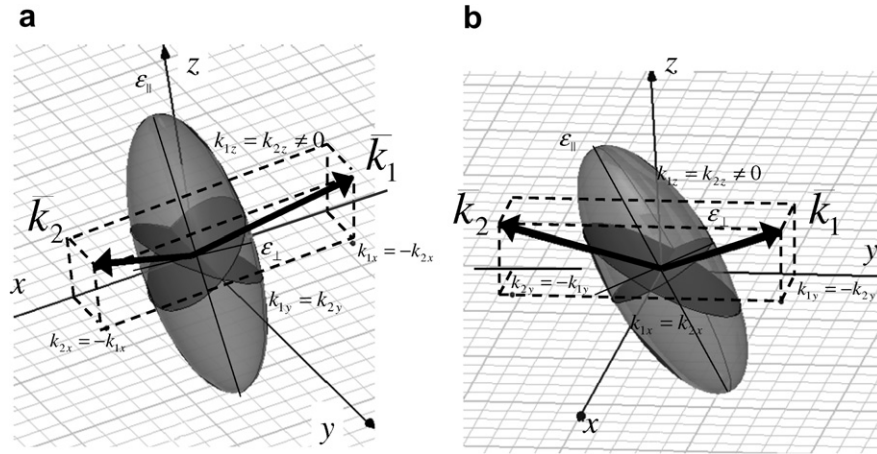 a
z
ε∥
k₁z = k₂z ≠ 0
k̄₁
k̄₂
ε⊥
x
k₁x = −k₂x
k₁y = k₂y
k₂x = −k₁x
y
b
z
ε∥
k₁z = k₂z ≠ 0
k̄₂
ε⊥
k̄₁
y
k₂y = −k₁y
k₁y = −k₂y
k₁x = k₂x
x